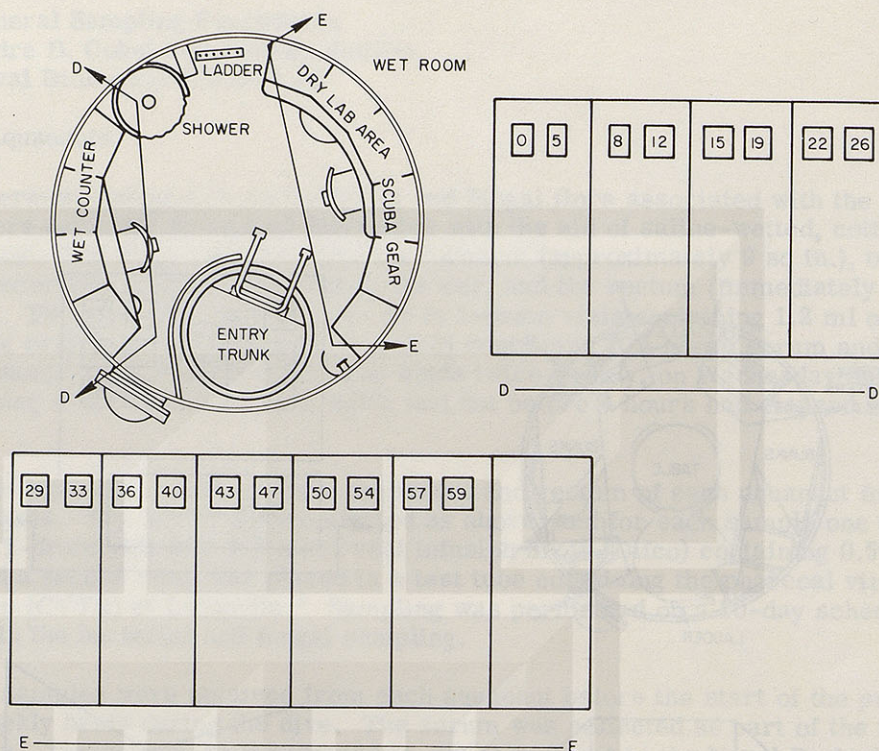 E
D
LADDER
WET ROOM
DRY LAB AREA
SHOWER
WET COUNTER
SCUBA GEAR
ENTRY
TRUNK
E
D
0 5 8 12 15 19 22 26
D D
29 33 36 40 43 47 50 54 57 59
E E